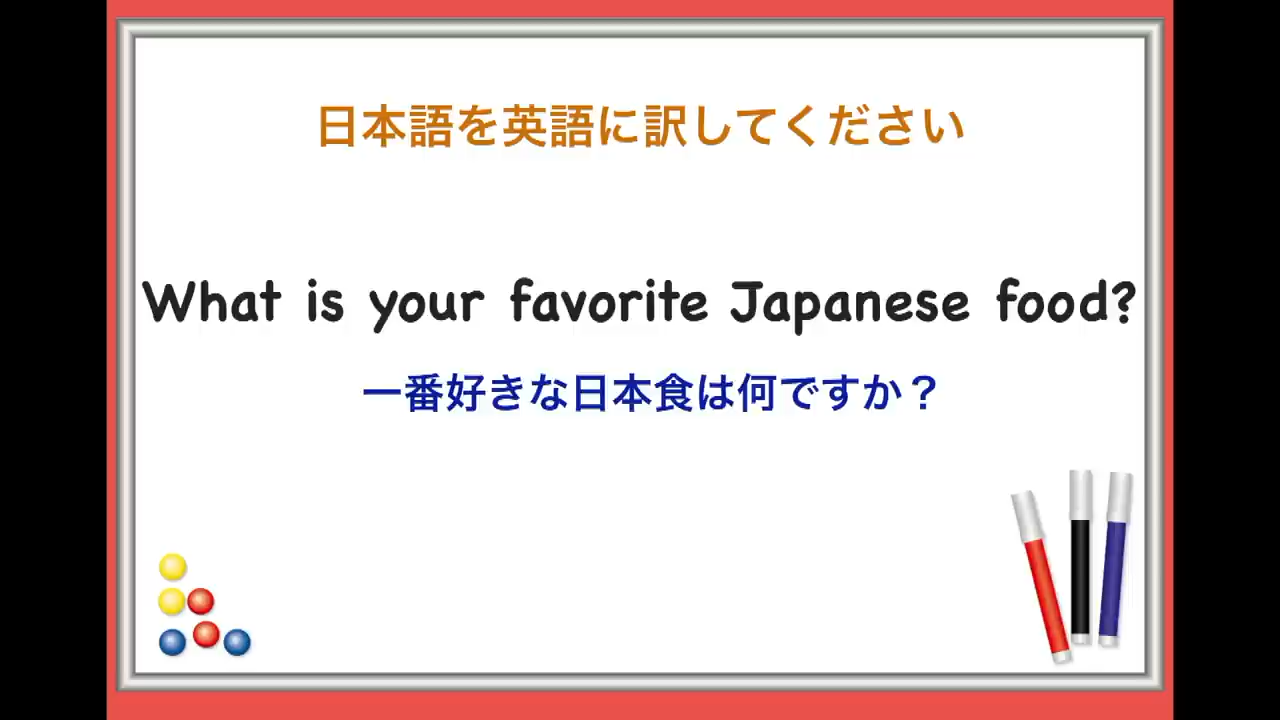 日本語を英語に訳してください
What is your favorite Japanese food?
一番好きな日本食は何ですか？